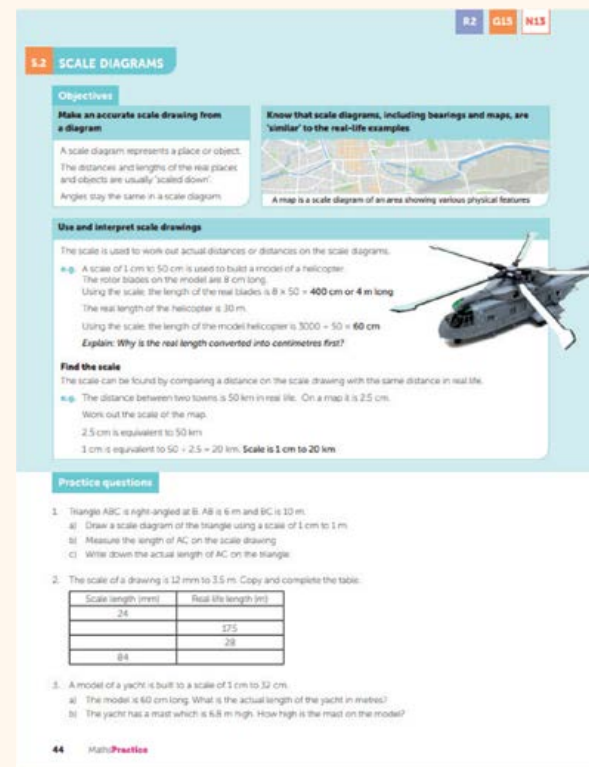 R2 G15 N13
5.2 SCALE DIAGRAMS
Objectives
Make an accurate scale drawing from
a diagram
A scale diagram represents a place or object.
The distances and lengths of the real places
and objects are usually 'scaled down'.
Angles stay the same in a scale diagram.
Know that scale diagrams, including bearings and maps, are
'similar' to the real-life examples
A map is a scale diagram of an area showing various physical features
Use and interpret scale drawings
The scale is used to work out actual distances or distances on the scale diagrams.
e.g. A scale of 1 cm to 50 cm is used to build a model of a helicopter.
The rotor blades on the model are 8 cm long.
Using the scale, the length of the real blades is 8 × 50 = 400 cm or 4 m long
The real length of the helicopter is 30 m.
Using the scale, the length of the model helicopter is 3000 ÷ 50 = 60 cm
Explain: Why is the real length converted into centimetres first?
Find the scale
The scale can be found by comparing a distance on the scale drawing with the same distance in real life.
e.g. The distance between two towns is 50 km in real life. On a map it is 2.5 cm.
Work out the scale of the map.
2.5 cm is equivalent to 50 km
1 cm is equivalent to 50 ÷ 2.5 = 20 km. Scale is 1 cm to 20 km
Practice questions
1. Triangle ABC is right-angled at B. AB is 6 m and BC is 10 m.
a) Draw a scale diagram of the triangle using a scale of 1 cm to 1 m
b) Measure the length of AC on the scale drawing
c) Write down the actual length of AC on the triangle
2. The scale of a drawing is 12 mm to 3.5 m. Copy and complete the table.
Scale length (mm) Real life length (m)
24
28
84
3. A model of a yacht is built to a scale of 1 cm to 32 cm.
a) The model is 60 cm long. What is the actual length of the yacht in metres?
b) The yacht has a mast which is 6.8 m high. How high is the mast on the model?
44 MathsPractice